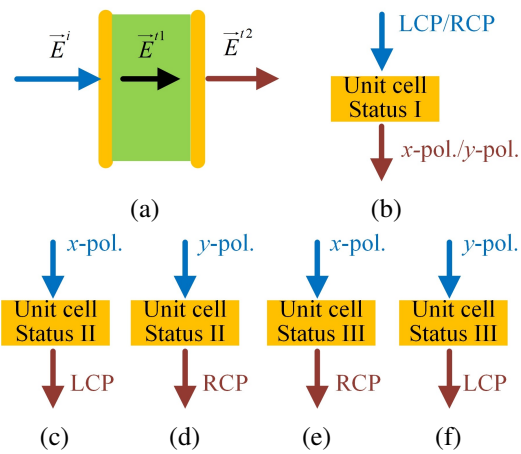 E^i E^t1 E^t2
LCP/RCP
Unit cell
Status I
x-pol./y-pol.
(a) (b)
x-pol. y-pol. x-pol. y-pol.
Unit cell Unit cell Unit cell Unit cell
Status II Status II Status III Status III
LCP RCP RCP LCP
(c) (d) (e) (f)